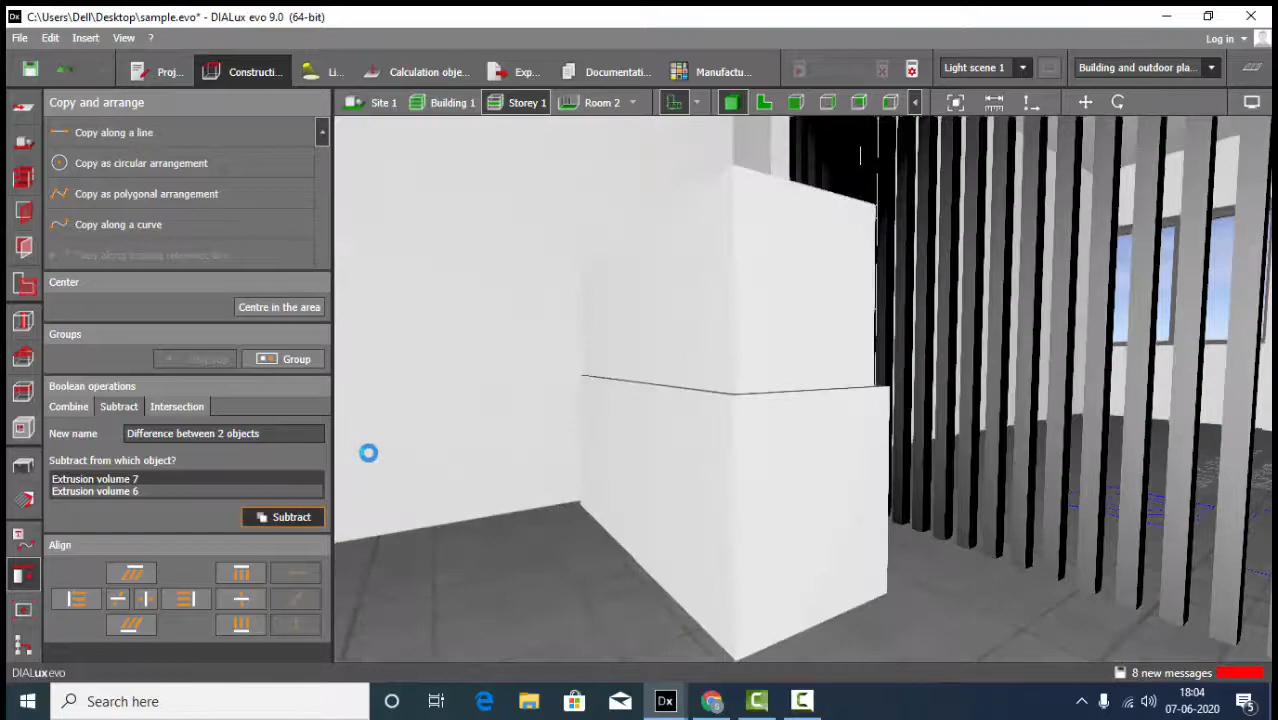 C:\Users\Dell\Desktop\sample.evo* - DIALux evo 9.0 (64-bit)
File Edit Insert View ?
Log in
Proj... Constructi... Li... Calculation obje... Exp... Documentati... Manufactu... Light scene 1 Building and outdoor pla...
Copy and arrange
Site 1 Building 1 Storey 1 Room 2
Copy along a line
Copy as circular arrangement
Copy as polygonal arrangement
Copy along a curve
Center
Centre in the area
Groups
Group
Boolean operations
Combine Subtract Intersection
New name Difference between 2 objects
Subtract from which object?
Extrusion volume 7
Extrusion volume 6
Subtract
Align
DIALux evo
8 new messages
Search here
Dx
18:04
07-06-2020
5